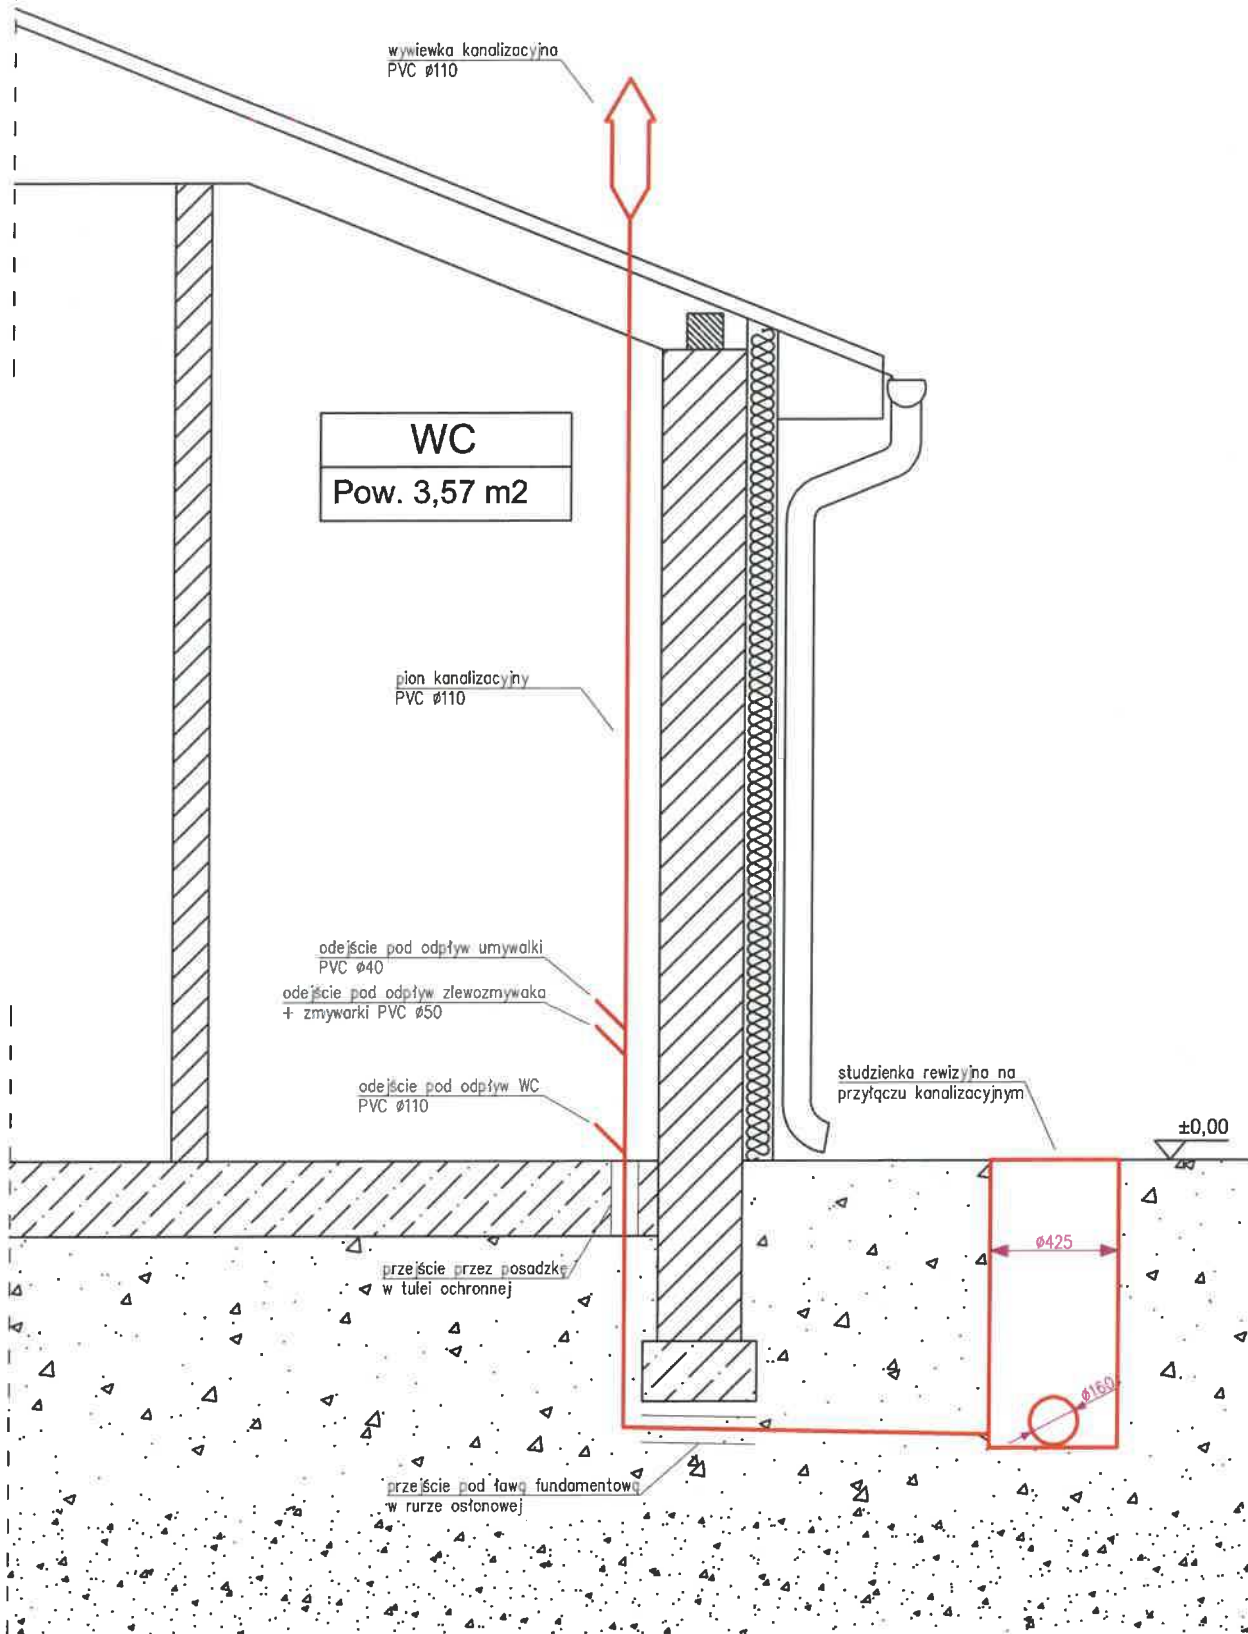 wywiewka kanalizacyjna
PVC ø110
WC
Pow. 3,57 m2
pion kanalizacyjny
PVC ø110
odejście pod odpływ umywalki
PVC ø40
odejście pod odpływ zlewozmywaka
+ zmywarki PVC ø50
odejście pod odpływ WC
PVC ø110
studzienka rewizyjna na
przyłączu kanalizacyjnym
±0,00
ø425
przejście przez posadzkę
w tulei ochronnej
ø160
przejście pod ławą fundamentową
w rurze osłonowej